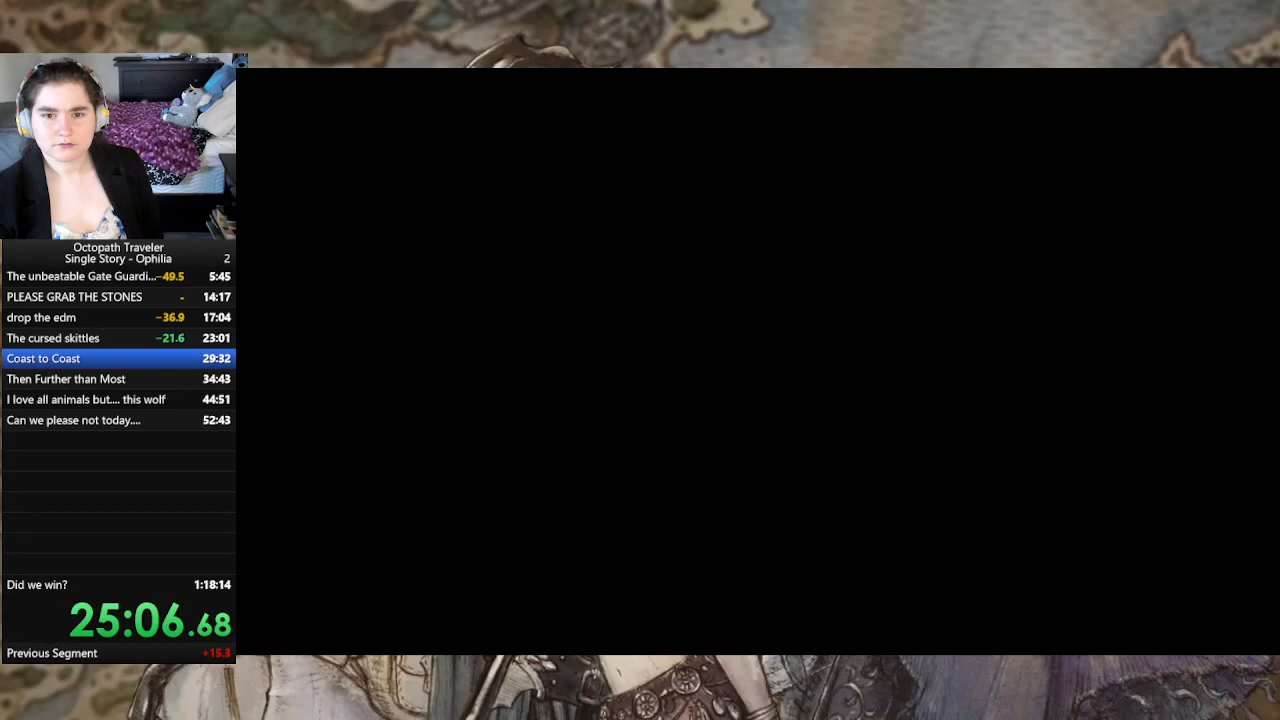 Octopath Traveler
Single Story - Ophilia 2
The unbeatable Gate Guardi... −49.5 5:45
PLEASE GRAB THE STONES - 14:17
drop the edm −36.9 17:04
The cursed skittles −21.6 23:01
Coast to Coast 29:32
Then Further than Most 34:43
I love all animals but.... this wolf 44:51
Can we please not today.... 52:43
Did we win? 1:18:14
25:06.68
Previous Segment +15.3